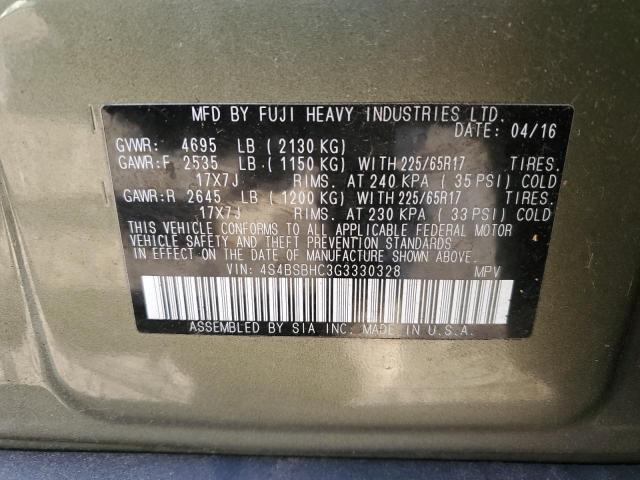 MFD BY FUJI HEAVY INDUSTRIES LTD.
DATE: 04/16
GVWR: 4695 LB ( 2130 KG)
GAWR:F 2535 LB ( 1150 KG) WITH 225/65R17 TIRES.
17X7J RIMS. AT 240 KPA ( 35 PSI) COLD
GAWR:R 2645 LB ( 1200 KG) WITH 225/65R17 TIRES.
17X7J RIMS. AT 230 KPA ( 33 PSI) COLD
THIS VEHICLE CONFORMS TO ALL APPLICABLE FEDERAL MOTOR
VEHICLE SAFETY AND THEFT PREVENTION STANDARDS
IN EFFECT ON THE DATE OF MANUFACTURE SHOWN ABOVE.
VIN: 4S4BSBHC3G3330328 MPV
ASSEMBLED BY SIA INC. MADE IN U.S.A.